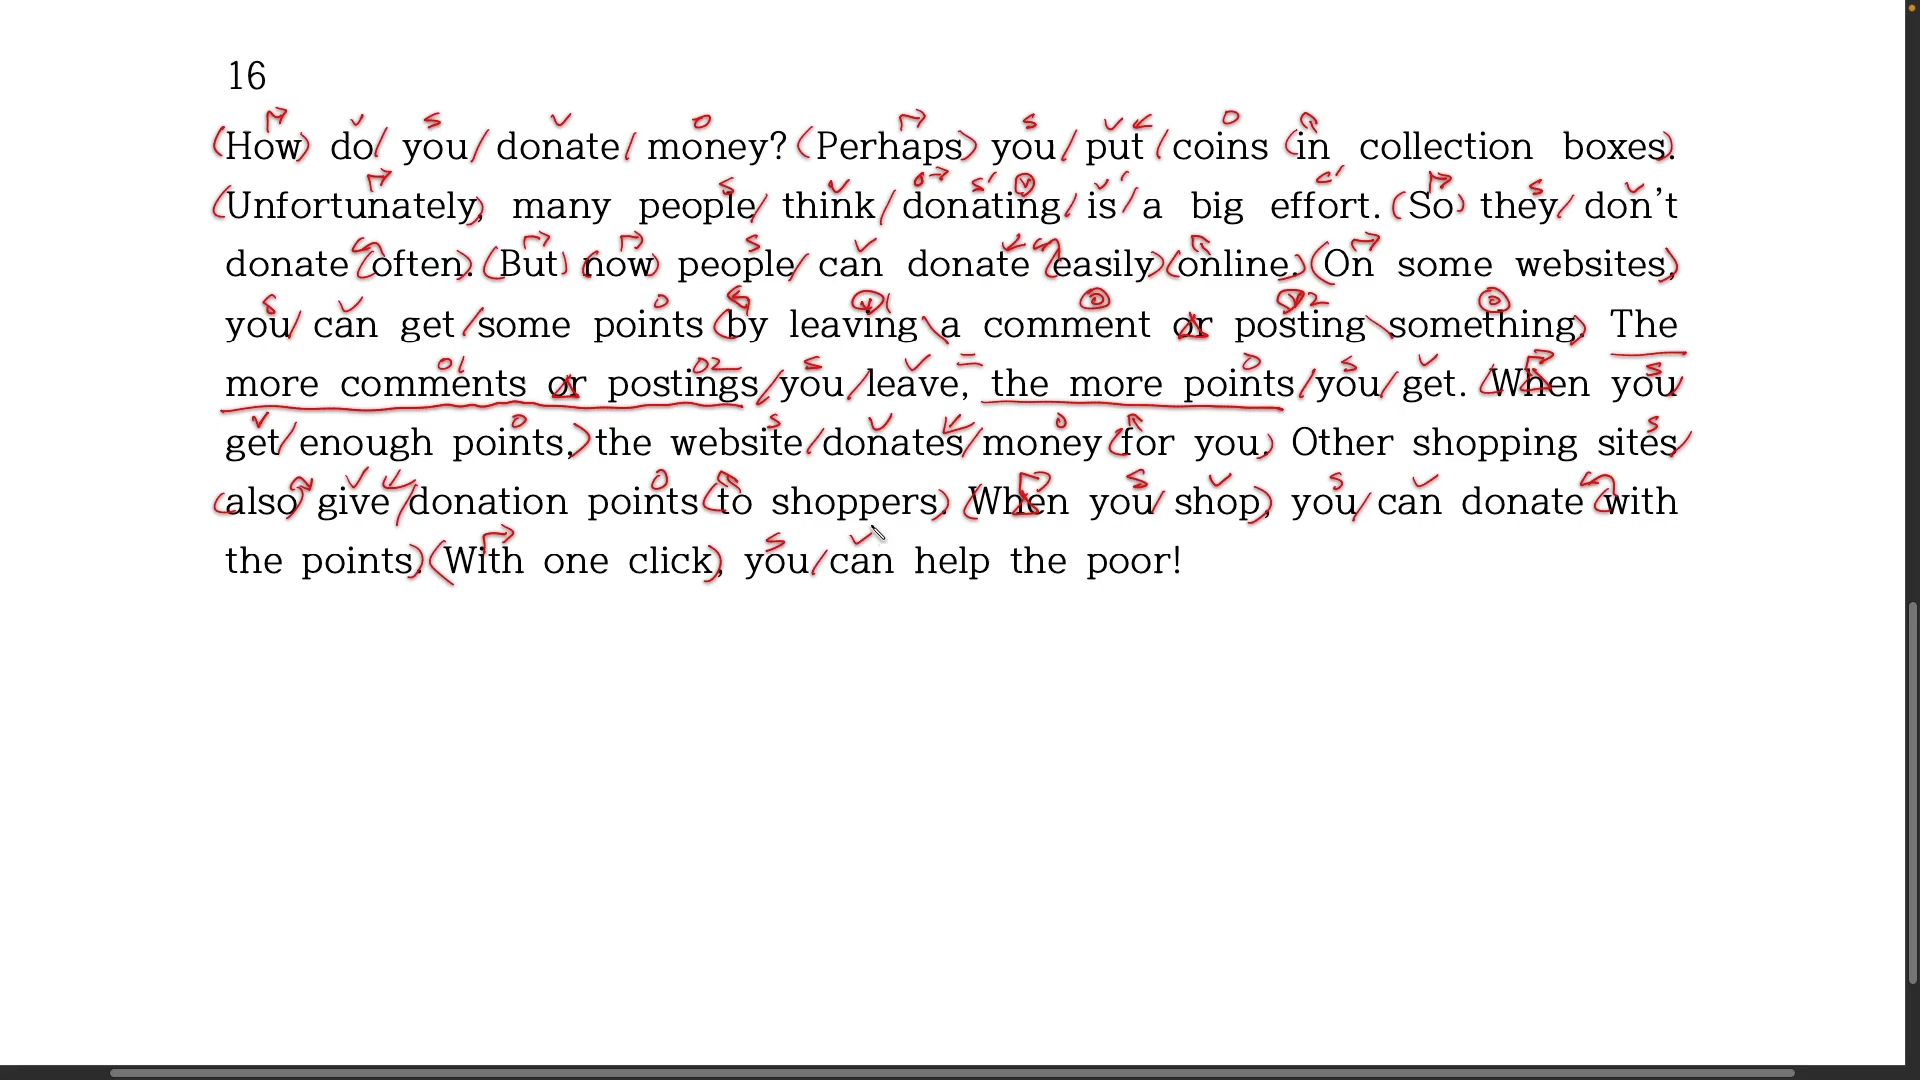 16
How do you donate money? Perhaps you put coins in collection boxes.
Unfortunately, many people think donating is a big effort. So they don't
donate often. But now people can donate easily online. On some websites,
you can get some points by leaving a comment or posting something. The
more comments or postings you leave, the more points you get. When you
get enough points, the website donates money for you. Other shopping sites
also give donation points to shoppers. When you shop, you can donate with
the points. With one click, you can help the poor!